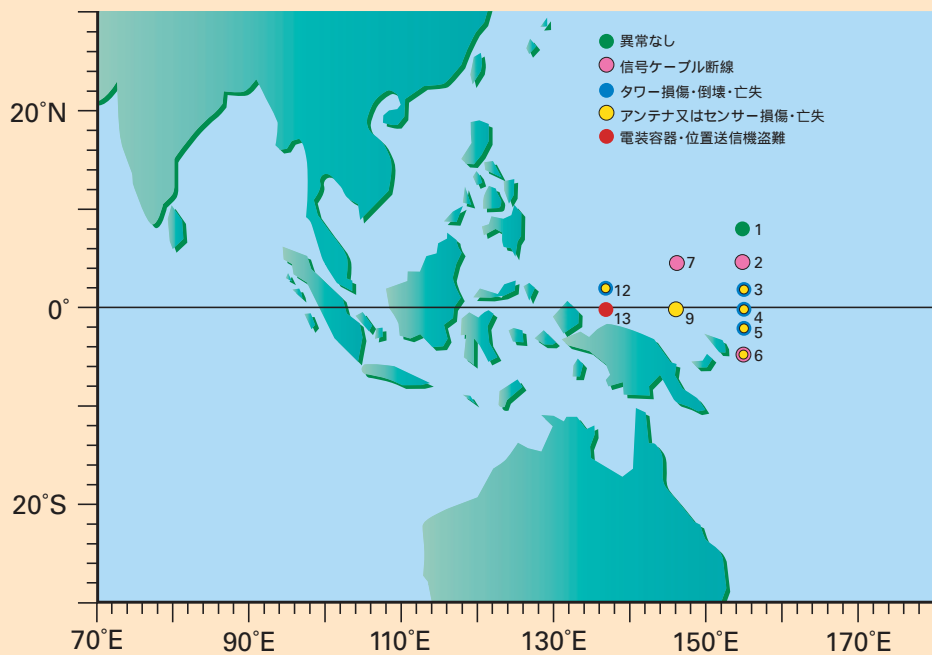 異常なし
信号ケーブル断線
タワー損傷・倒壊・亡失
アンテナ又はセンサー損傷・亡失
電装容器・位置送信機盗難
20°N
1
7
2
12
3
0°
13
9
4
5
6
20°S
70°E
90°E
110°E
130°E
150°E
170°E